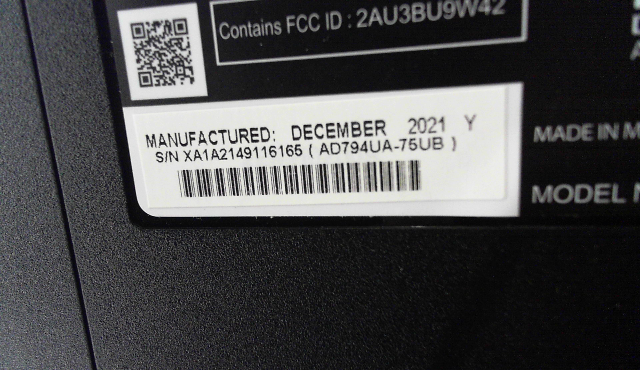 Contains FCC ID : 2AU3BU9W42
MANUFACTURED: DECEMBER 2021 Y
S/N XA1A2149116165 ( AD794UA-75UB )
MADE IN M
MODEL N